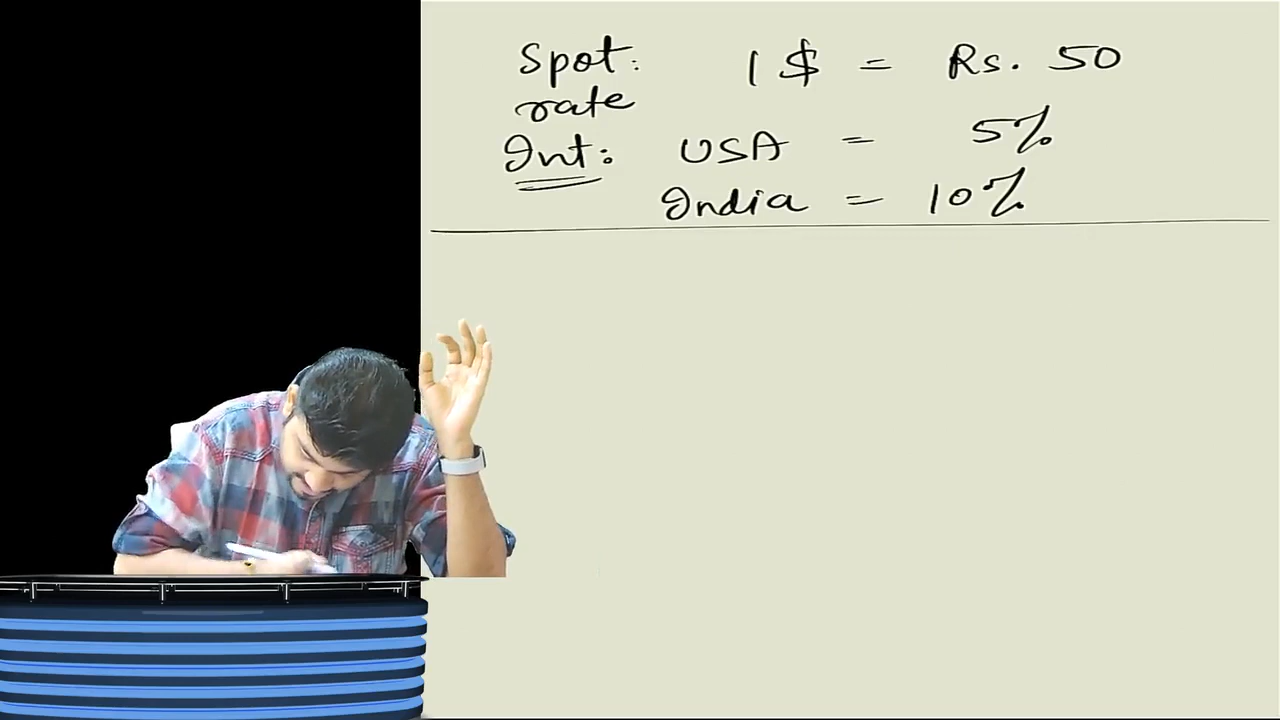 Spot: 1 $ = Rs. 50
rate
Int: USA = 5%
India = 10%